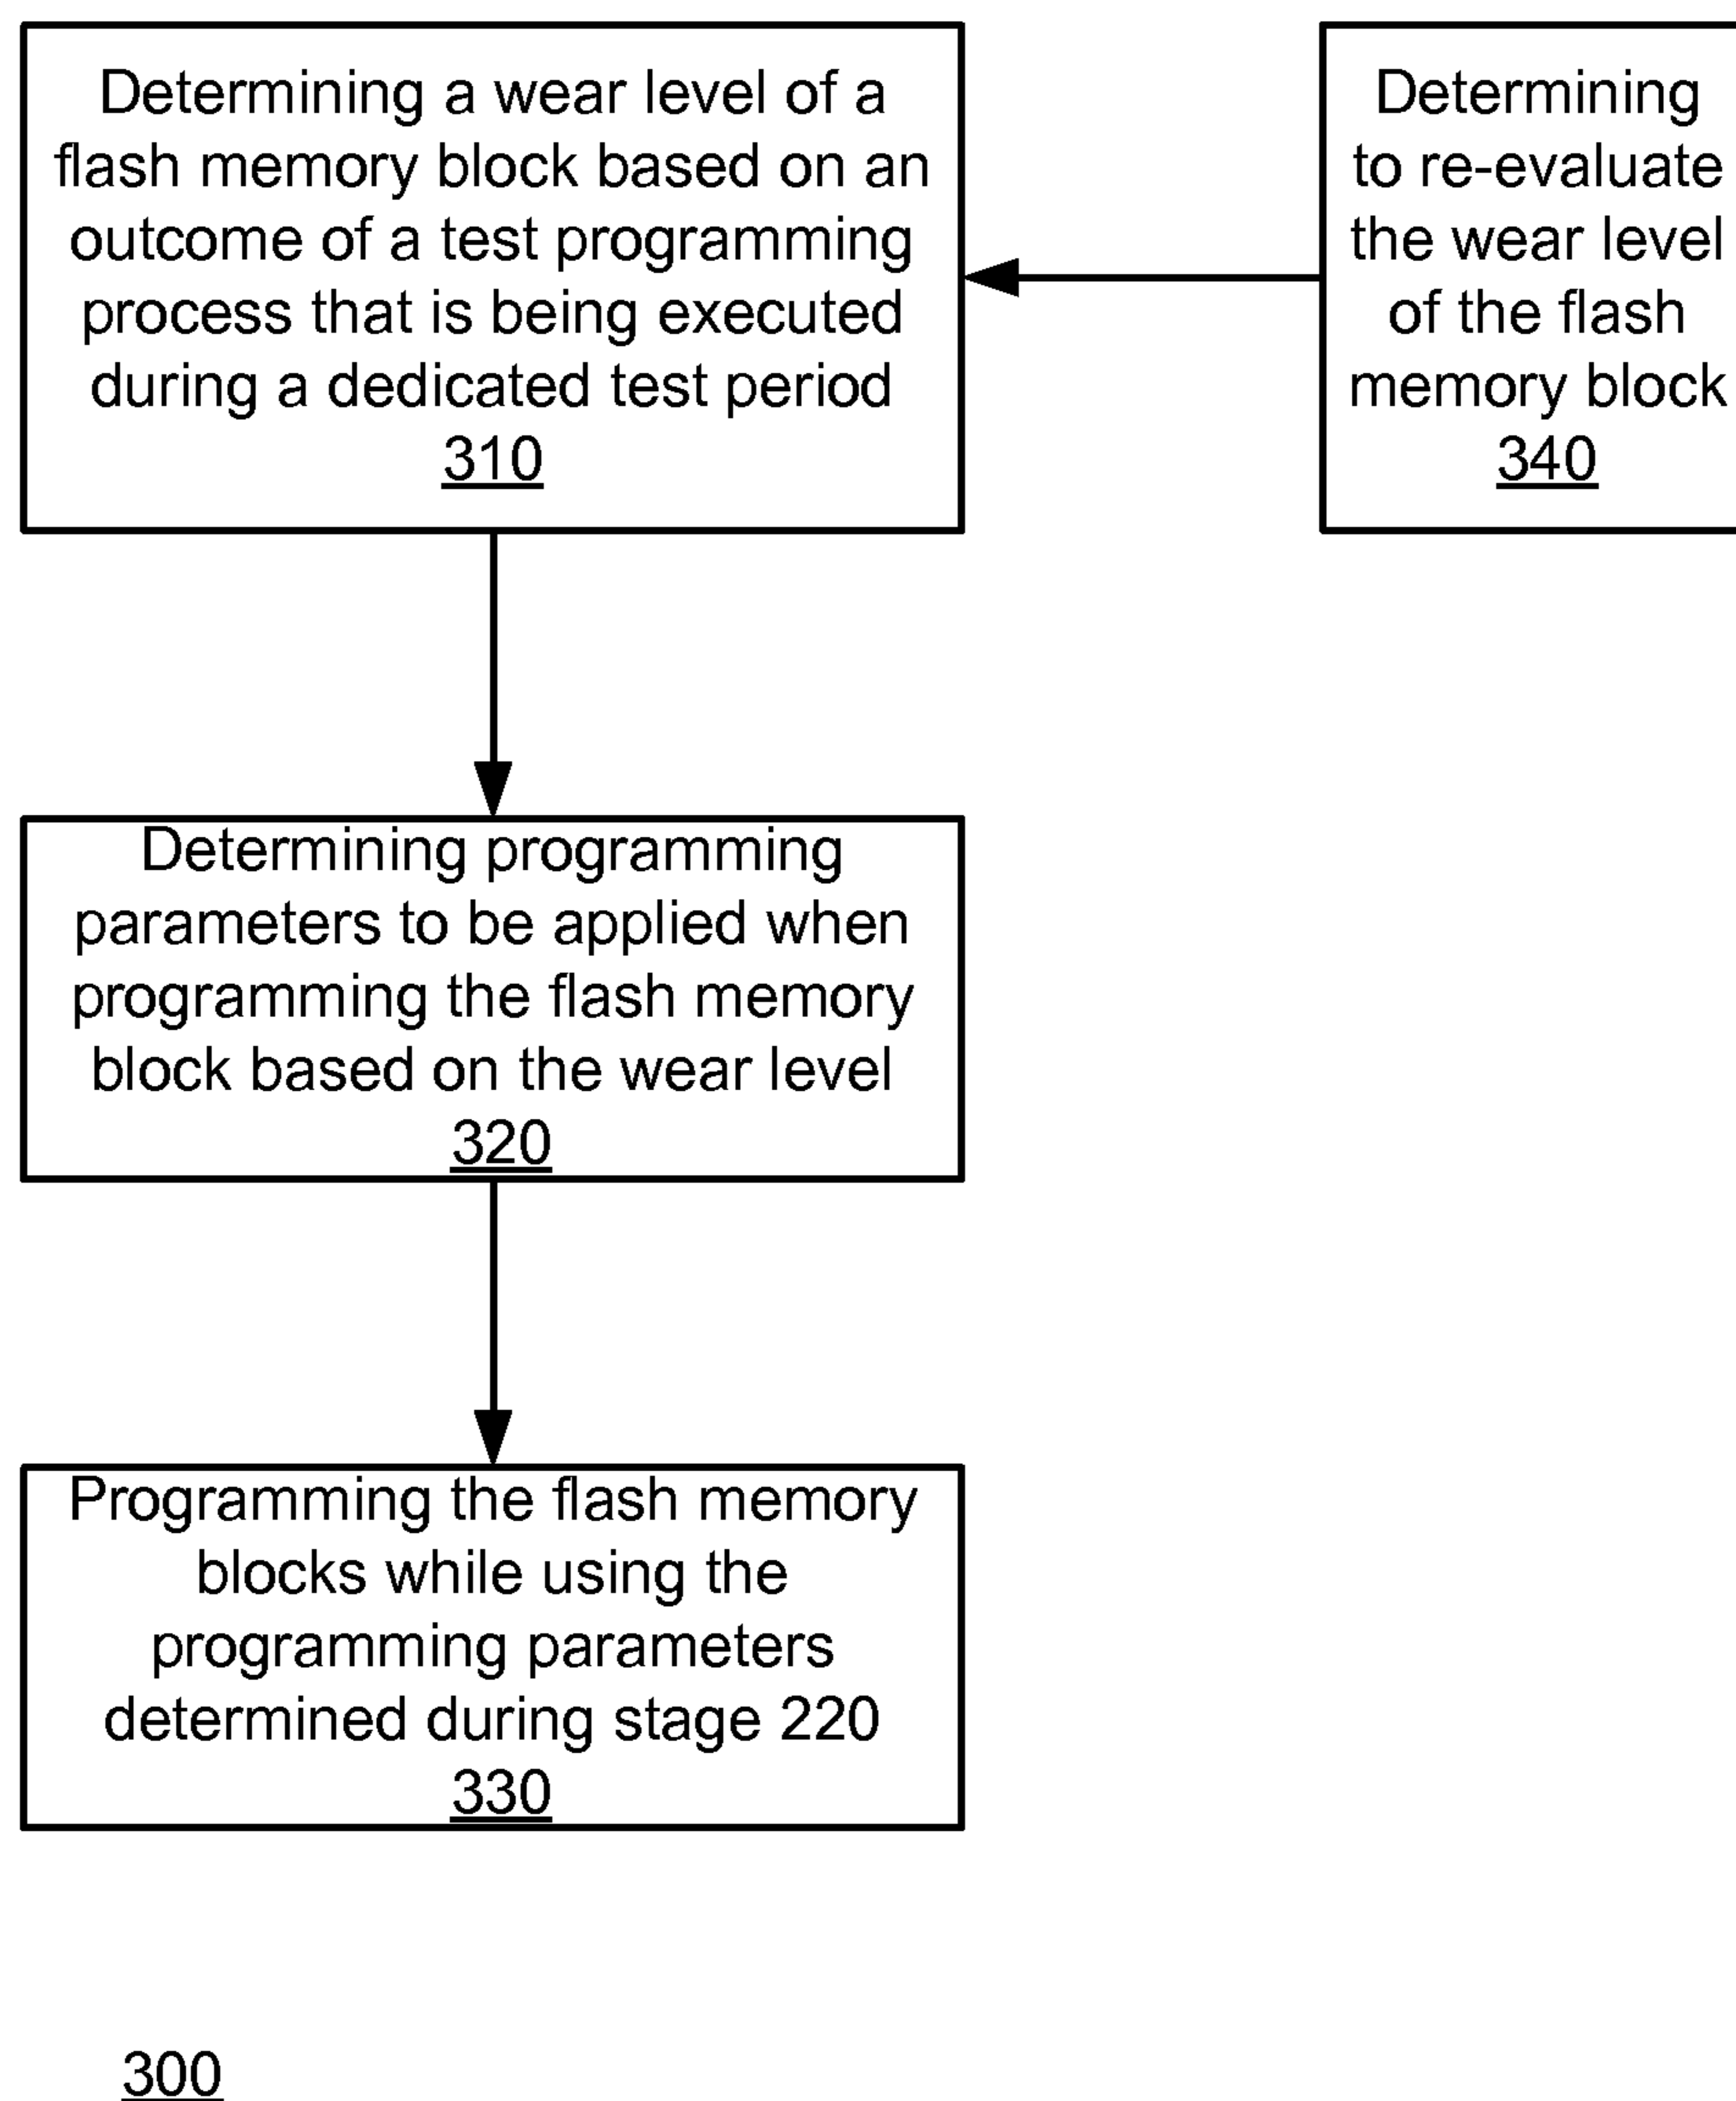 Determining a wear level of a
flash memory block based on an
outcome of a test programming
process that is being executed
during a dedicated test period
310
Determining
to re-evaluate
the wear level
of the flash
memory block
340
Determining programming
parameters to be applied when
programming the flash memory
block based on the wear level
320
Programming the flash memory
blocks while using the
programming parameters
determined during stage 220
330
300